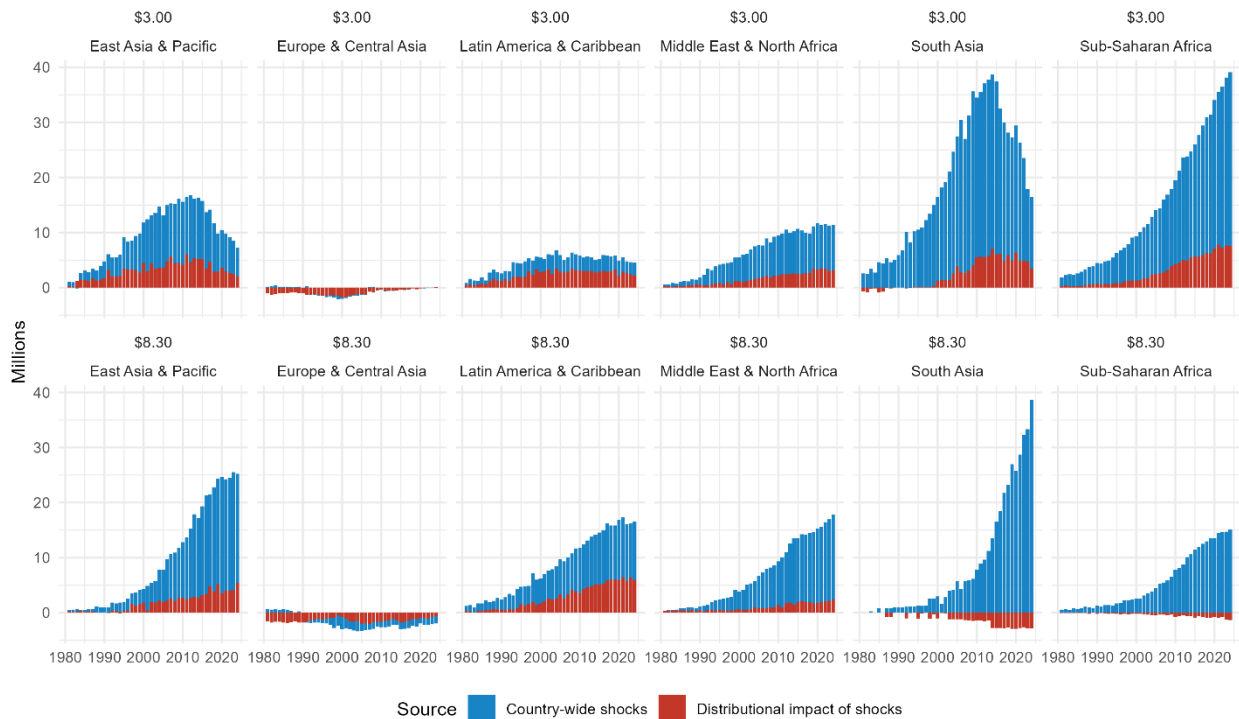 $3.00 $3.00 $3.00 $3.00 $3.00 $3.00
East Asia & Pacific Europe & Central Asia Latin America & Caribbean Middle East & North Africa South Asia Sub-Saharan Africa
40
30
20
10
0
Millions
$8.30 $8.30 $8.30 $8.30 $8.30 $8.30
East Asia & Pacific Europe & Central Asia Latin America & Caribbean Middle East & North Africa South Asia Sub-Saharan Africa
40
30
20
10
0
1980 1990 2000 2010 2020 1980 1990 2000 2010 2020 1980 1990 2000 2010 2020 1980 1990 2000 2010 2020 1980 1990 2000 2010 2020 1980 1990 2000 2010 2020
Source Country-wide shocks Distributional impact of shocks